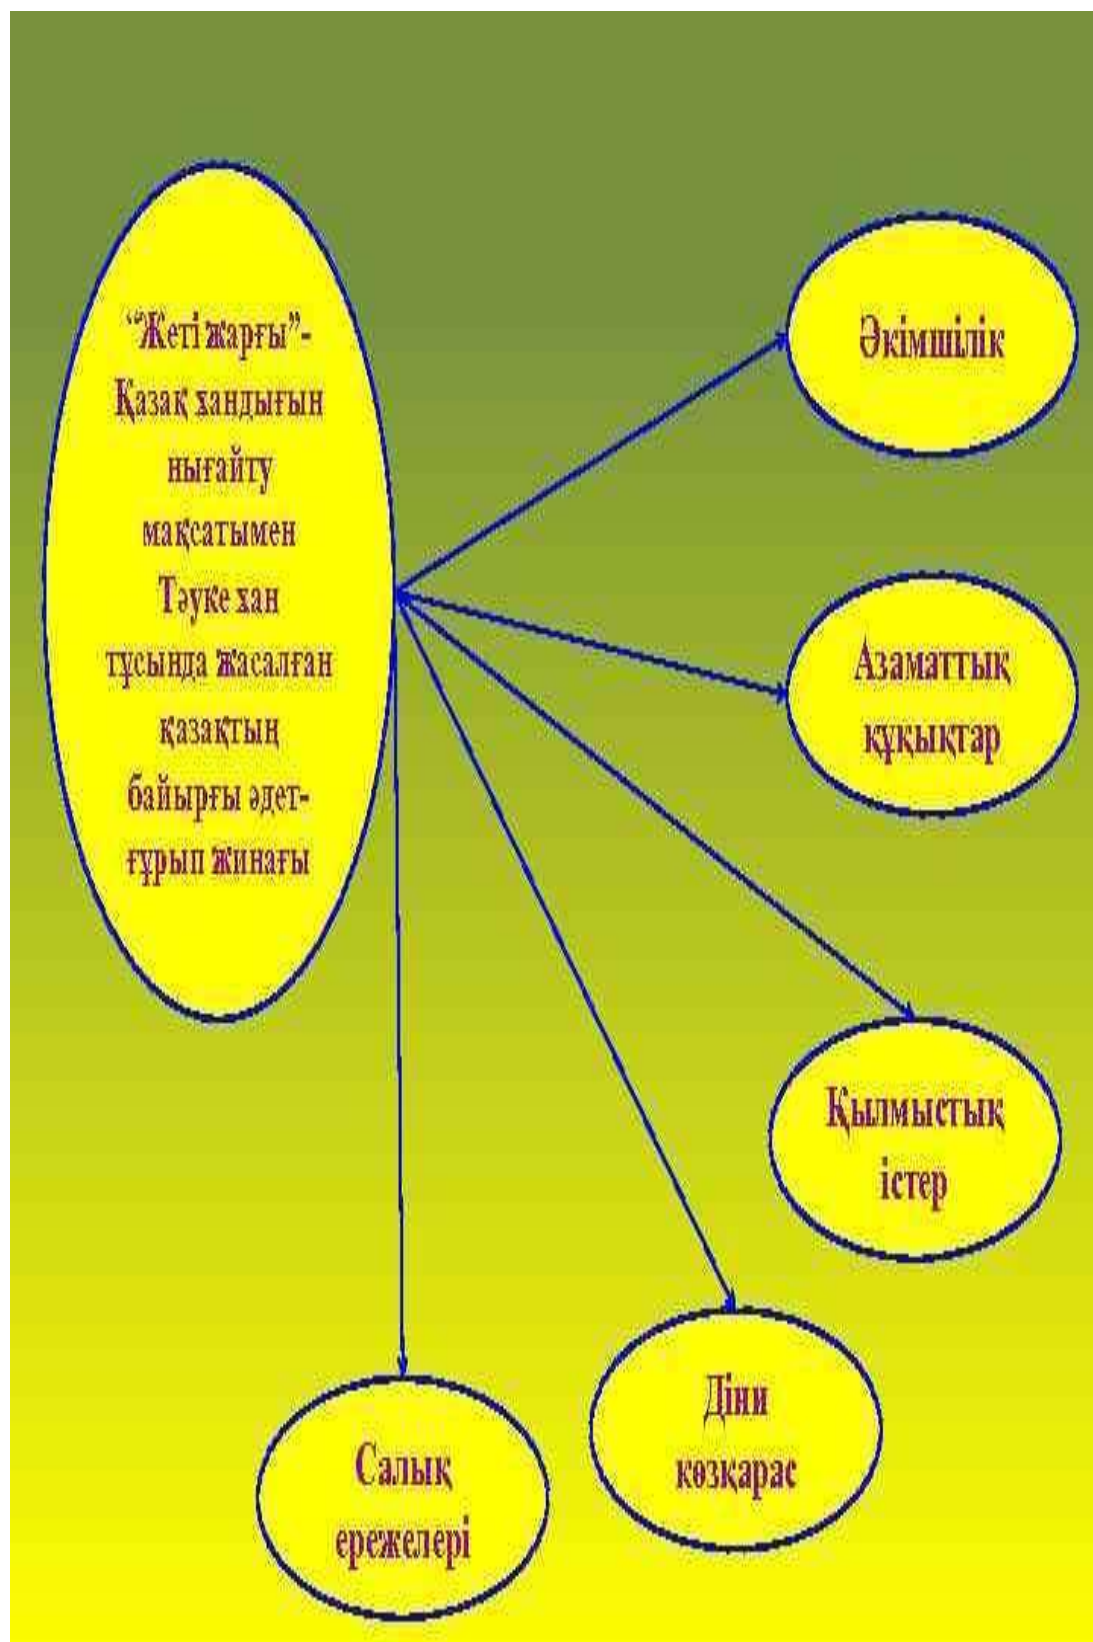 “Жеті жарғы”-
Қазақ хандығын
нығайту
мақсатымен
Тәуке хан
тұсында жасалған
қазақтың
байырғы әдет-
ғұрып жинағы
Әкімшілік
Азаматтық
құқықтар
Қылмыстық
істер
Діни
көзқарас
Салық
ережелері